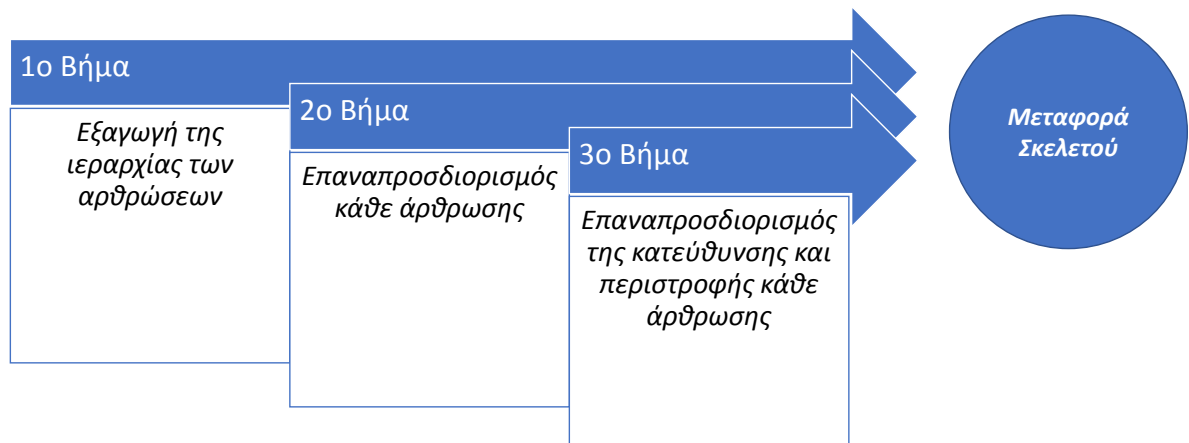 1ο Βήμα
Εξαγωγή της
ιεραρχίας των
αρθρώσεων
2ο Βήμα
Επαναπροσδιορισμός
κάθε άρθρωσης
3ο Βήμα
Επαναπροσδιορισμός
της κατεύθυνσης και
περιστροφής κάθε
άρθρωσης
Μεταφορά
Σκελετού